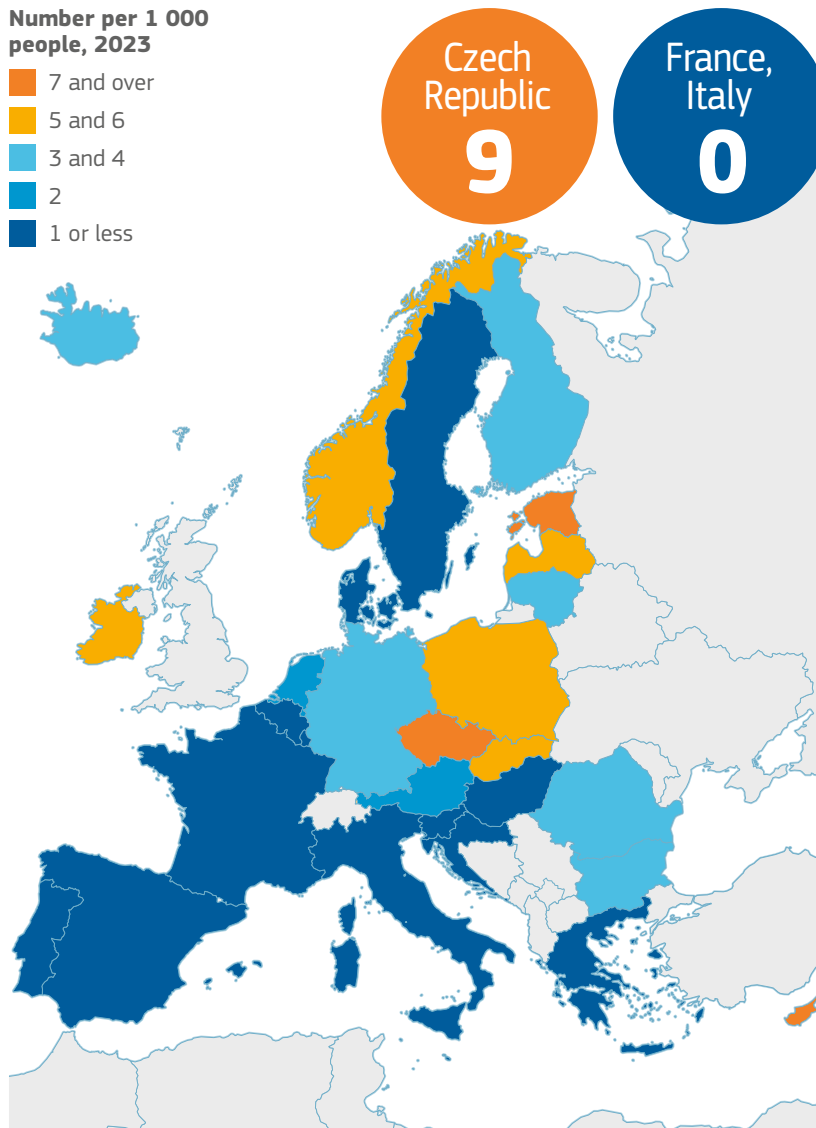 Number per 1 000
people, 2023
7 and over
5 and 6
3 and 4
2
1 or less
Czech
Republic
9
France,
Italy
0